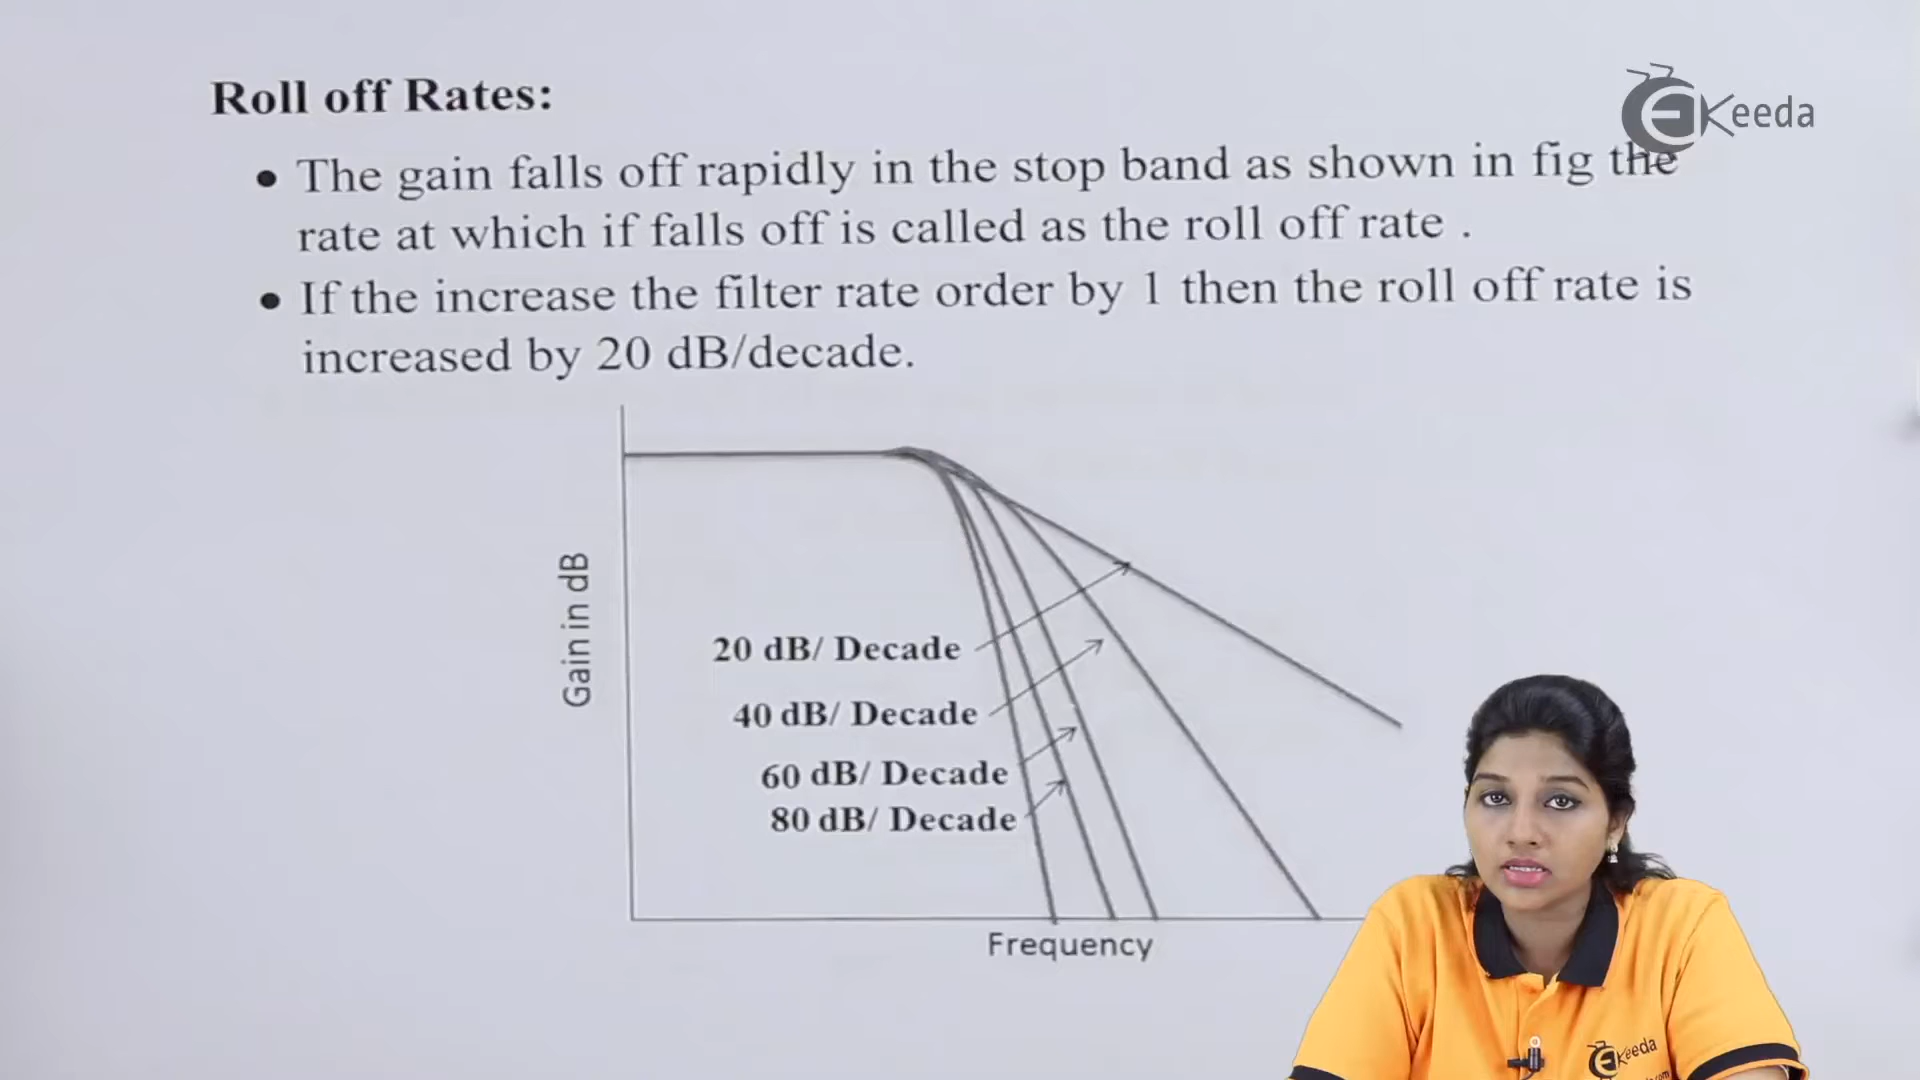 Roll off Rates:
Keeda
• The gain falls off rapidly in the stop band as shown in fig the
rate at which if falls off is called as the roll off rate .
• If the increase the filter rate order by 1 then the roll off rate is
increased by 20 dB/decade.
Gain in dB
20 dB/ Decade
40 dB/ Decade
60 dB/ Decade
80 dB/ Decade
Frequency
Keeda